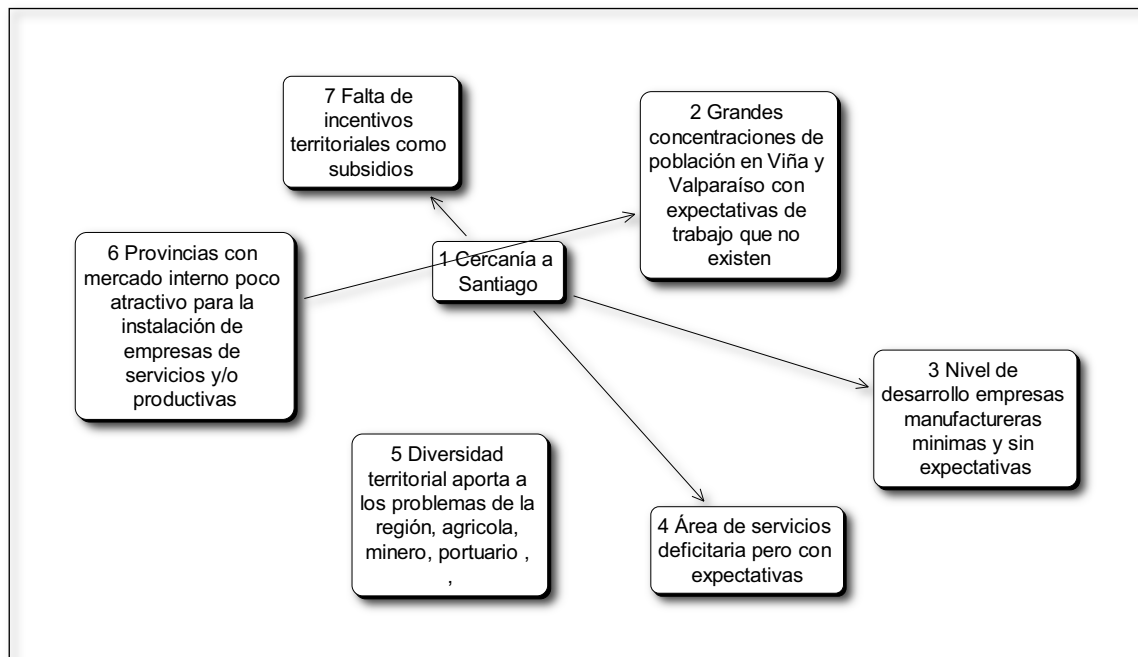 7 Falta de
incentivos
territoriales como
subsidios
2 Grandes
concentraciones de
población en Viña y
Valparaíso con
expectativas de
trabajo que no
existen
6 Provincias con
mercado interno poco
atractivo para la
instalación de
empresas de
servicios y/o
productivas
1 Cercanía a
Santiago
3 Nivel de
desarrollo empresas
manufactureras
minimas y sin
expectativas
5 Diversidad
territorial aporta a
los problemas de la
región, agricola,
minero, portuario ,
,
4 Área de servicios
deficitaria pero con
expectativas